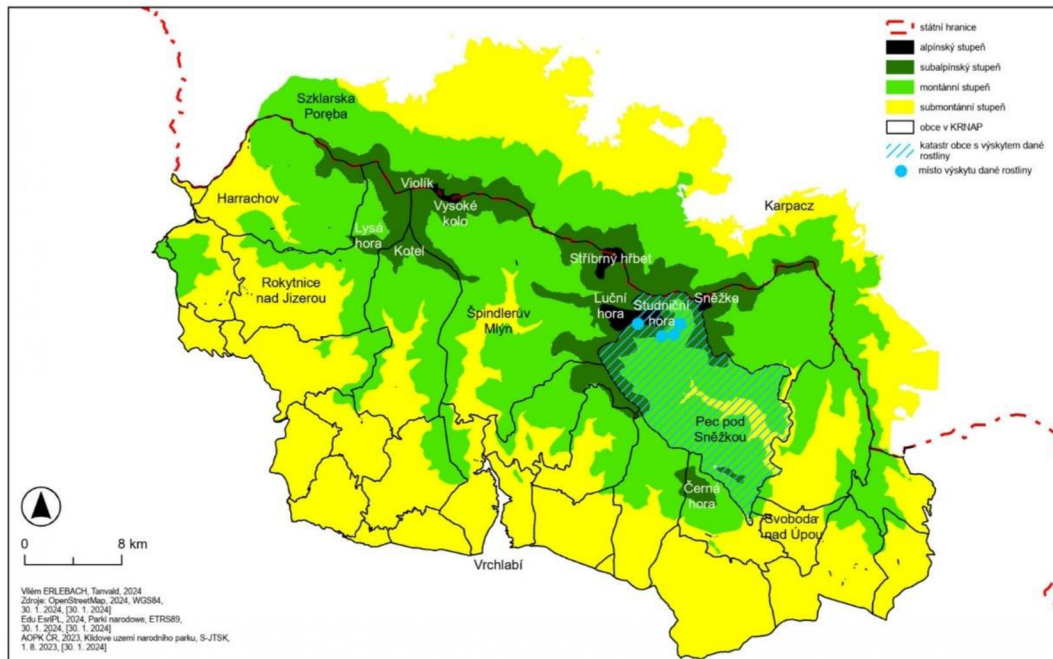 státní hranice
alpínský stupeň
subalpínský stupeň
montánní stupeň
submontánní stupeň
obce v KRNAP
katastr obce s výskytem dané
rostliny
místo výskytu dané rostliny
Szklarska
Poręba
Harrachov
Violík
Vysoké
kolo
Karpacz
Lysá
hora
Kotel
Stříbrný hřbet
Rokytnice
nad Jizerou
Luční
hora
Studniční
hora
Sněžka
Špindlerův
Mlýn
Pec pod
Sněžkou
Černá
hora
Svoboda
nad Úpou
Vrchlabí
0 8 km
Vilém ERLEBACH, Tanvald, 2024
Zdroje: OpenStreetMap, 2024, WGS84,
30. 1. 2024, [30. 1. 2024]
Edu EsriPL, 2024, Parki narodowe, ETRS89,
30. 1. 2024, [30. 1. 2024]
AOPK ČR, 2023, Klidove uzemi narodního parku, S-JTSK,
1. 8. 2023, [30. 1. 2024]